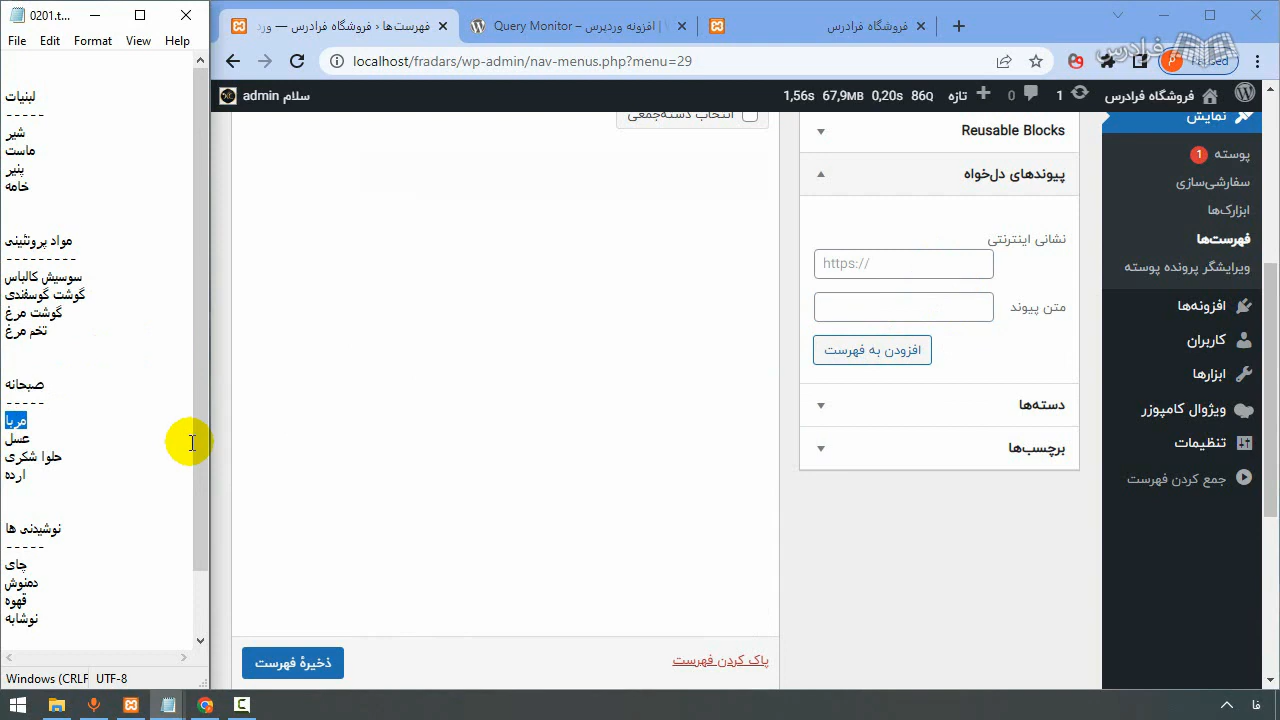 0201.t...
File Edit Format View Help
لبنیات
-----
شیر
ماست
پنیر
خامه
مواد پروتئینی
---------
سوسیس کالباس
گوشت گوسفندی
گوشت مرغ
تخم مرغ
صبحانه
-----
مربا
عسل
حلوا شکری
ارده
نوشیدنی ها
-----
چای
دمنوش
قهوه
نوشابه
Windows (CRLF
UTF-8
فهرست‌ها ‹ فروشگاه فرادرس — ورد
Query Monitor – افزونه وردپرس |
فروشگاه فرادرس
localhost/fradars/wp-admin/nav-menus.php?menu=29
فرادرس
فروشگاه فرادرس
1
0
تازه
1,56s 67,9MB 0,20s 86Q
سلام admin
انتخاب دسته‌جمعی
Reusable Blocks
پیوندهای دل‌خواه
نشانی اینترنتی
https://
متن پیوند
افزودن به فهرست
دسته‌ها
برچسب‌ها
ذخیرهٔ فهرست
پاک کردن فهرست
نمایش
پوسته 1
سفارشی‌سازی
ابزارک‌ها
فهرست‌ها
ویرایشگر پرونده پوسته
افزونه‌ها
کاربران
ابزارها
ویژوال کامپوزر
تنظیمات
جمع کردن فهرست
فا